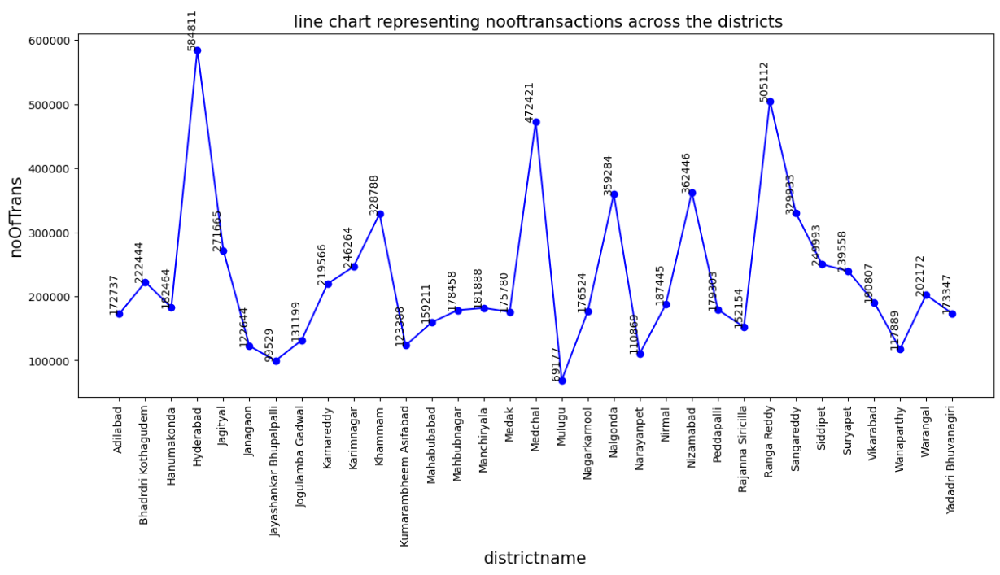 line chart representing nooftransactions across the districts
noOfTrans
600000
500000
400000
300000
200000
100000
172737
222444
182464
584811
271665
122644
99529
131199
219566
246264
328788
123388
159211
178458
181888
175780
472421
69177
176524
359284
110869
187445
362446
179303
152154
505112
329933
249993
239558
190807
117889
202172
173347
Adilabad
Bhadrdri Kothagudem
Hanumakonda
Hyderabad
Jagityal
Janagaon
Jayashankar Bhupalpalli
Jogulamba Gadwal
Kamareddy
Karimnagar
Khammam
Kumarambheem Asifabad
Mahabubabad
Mahbubnagar
Manchiryala
Medak
Medchal
Mulugu
Nagarkarnool
Nalgonda
Narayanpet
Nirmal
Nizamabad
Peddapalli
Rajanna Siricilla
Ranga Reddy
Sangareddy
Siddipet
Suryapet
Vikarabad
Wanaparthy
Warangal
Yadadri Bhuvanagiri
districtname